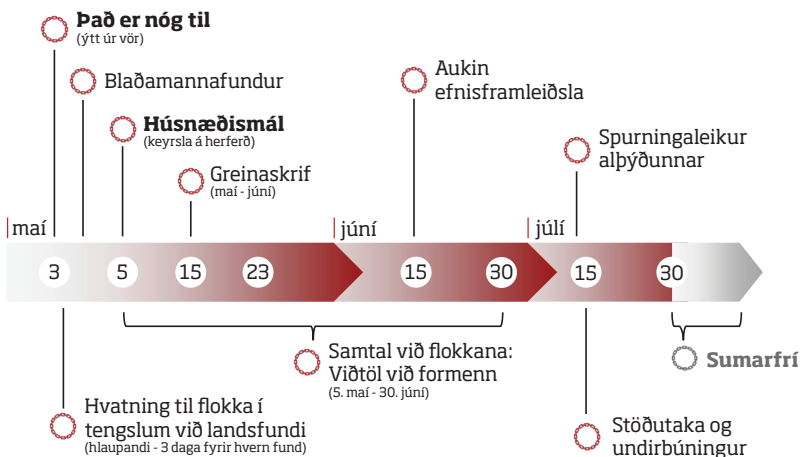 Það er nóg til
(ýtt úr vör)
Blaðamannafundur
Húsnæðismál
(keyrsla á herferð)
Greinaskrif
(maí - júní)
Aukin
efnisframleiðsla
Spurningaleikur
alþýðunnar
maí
júní
júlí
3 5 15 23 15 30 15 30
Samtal við flokkana:
Viðtöl við formenn
(5. maí - 30. júní)
Sumarfrí
Hvatning til flokka í
tengslum við landsfundi
(hlaupandi - 3 daga fyrir hvern fund)
Stöðutaka og
undirbúningur